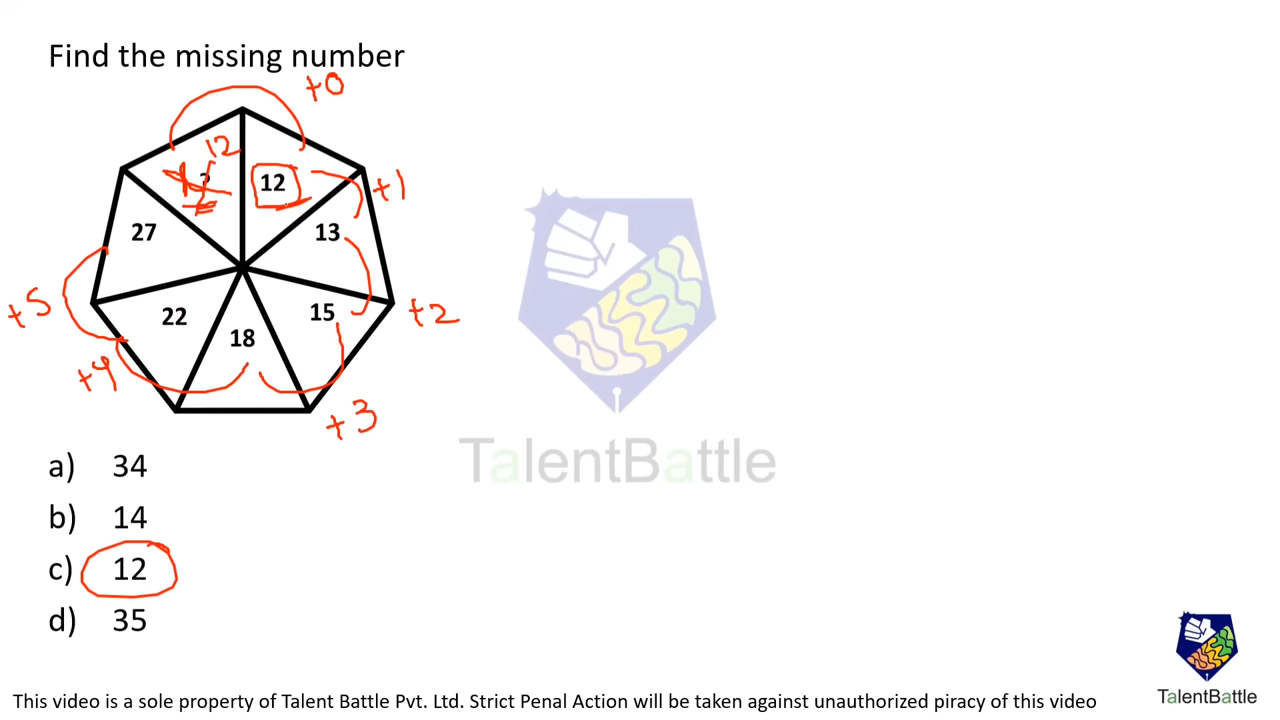 Find the missing number
+0
12
?
12
+1
27
13
+5
22
15
+2
18
+4
+3
a) 34
b) 14
c) 12
d) 35
TalentBattle
TalentBattle
This video is a sole property of Talent Battle Pvt. Ltd. Strict Penal Action will be taken against unauthorized piracy of this video